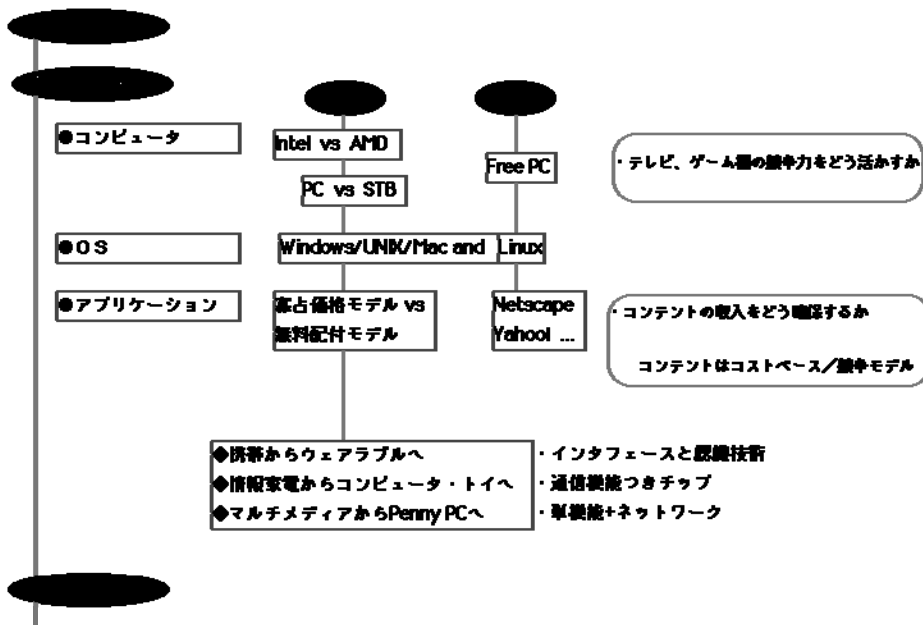 ●コンピュータ
Intel vs AMD
Free PC
・テレビ、ゲーム機の競争力をどう活かすか
PC vs STB
●OS
Windows/UNIX/Mac and Linux
●アプリケーション
寡占価格モデル vs
無料配付モデル
Netscape
Yahoo! ...
・コンテントの収入をどう確保するか
コンテントはコストベース/競争モデル
◆携帯からウェアラブルへ
・インタフェースと認識技術
◆情報家電からコンピュータ・トイへ
・通信機能つきチップ
◆マルチメディアからPenny PCへ
・単機能+ネットワーク